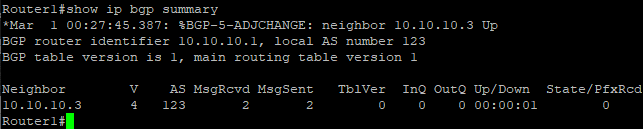 Router1#show ip bgp summary
*Mar  1 00:27:45.387: %BGP-5-ADJCHANGE: neighbor 10.10.10.3 Up
BGP router identifier 10.10.10.1, local AS number 123
BGP table version is 1, main routing table version 1
Neighbor        V    AS MsgRcvd MsgSent   TblVer  InQ OutQ Up/Down  State/PfxRcd
10.10.10.3      4   123       2       2        0    0    0 00:00:01        0
Router1#